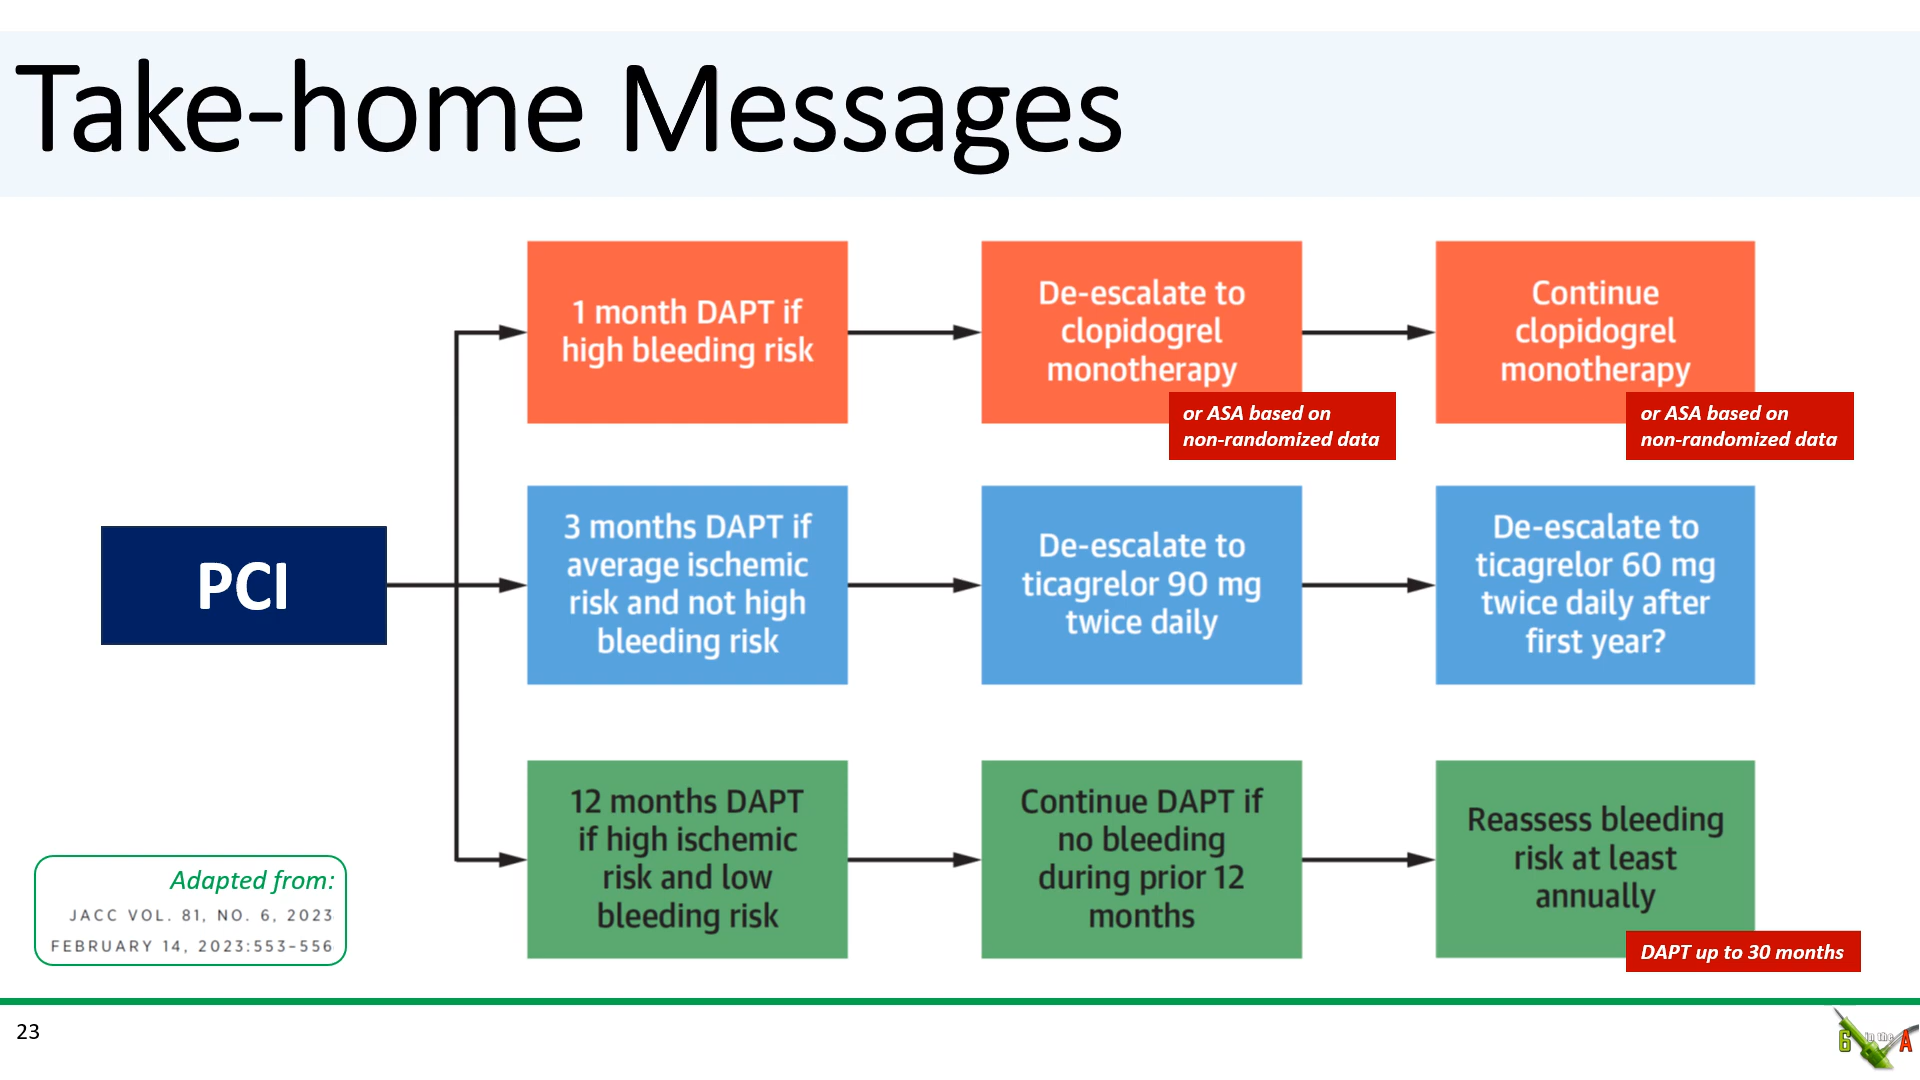 Take-home Messages
1 month DAPT if
high bleeding risk
De-escalate to
clopidogrel
monotherapy
or ASA based on
non-randomized data
Continue
clopidogrel
monotherapy
or ASA based on
non-randomized data
PCI
3 months DAPT if
average ischemic
risk and not high
bleeding risk
De-escalate to
ticagrelor 90 mg
twice daily
De-escalate to
ticagrelor 60 mg
twice daily after
first year?
12 months DAPT
if high ischemic
risk and low
bleeding risk
Continue DAPT if
no bleeding
during prior 12
months
Reassess bleeding
risk at least
annually
DAPT up to 30 months
Adapted from:
JACC VOL. 81, NO. 6, 2023
FEBRUARY 14, 2023:553–556
23
6 in the A